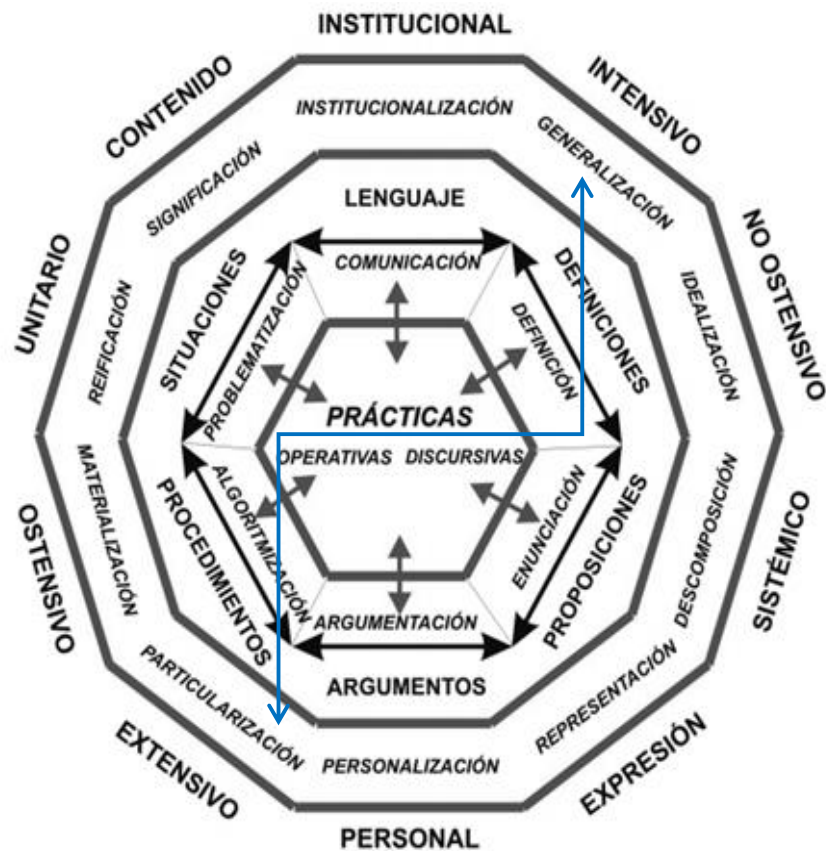 INSTITUCIONAL
CONTENIDO
INTENSIVO
INSTITUCIONALIZACIÓN
GENERALIZACIÓN
SIGNIFICACIÓN
LENGUAJE
UNITARIO
NO OSTENSIVO
REIFICACIÓN
IDEALIZACIÓN
SITUACIONES
DEFINICIONES
COMUNICACIÓN
PROBLEMATIZACIÓN
DEFINICIÓN
PRÁCTICAS
OPERATIVAS DISCURSIVAS
ALGORITMIZACIÓN
ENUNCIACIÓN
ARGUMENTACIÓN
PROCEDIMIENTOS
PROPOSICIONES
ARGUMENTOS
MATERIALIZACIÓN
DESCOMPOSICIÓN
OSTENSIVO
SISTÉMICO
PARTICULARIZACIÓN
REPRESENTACIÓN
PERSONALIZACIÓN
EXTENSIVO
EXPRESIÓN
PERSONAL